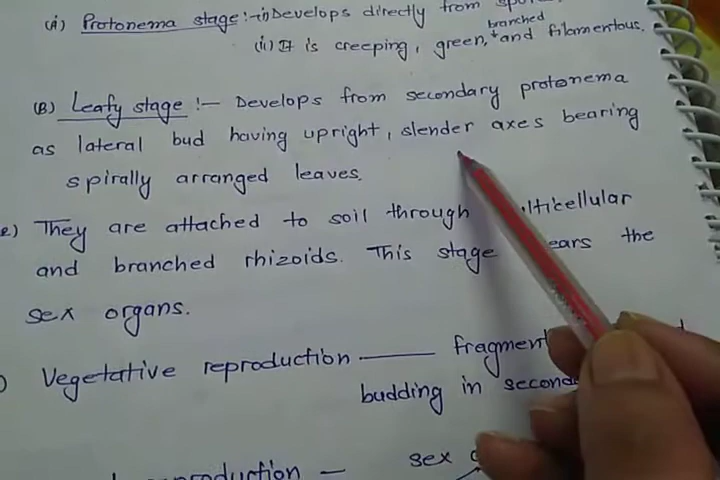 (A) Protonema stage :- (i) Develops directly from
branched
(ii) It is creeping, green, + and filamentous.
(B) Leafy stage :- Develops from secondary protonema
as lateral bud having upright, slender axes bearing
spirally arranged leaves.
They are attached to soil through
and branched rhizoids. This stage the
sex organs.
Vegetative reproduction —
budding in
— sex